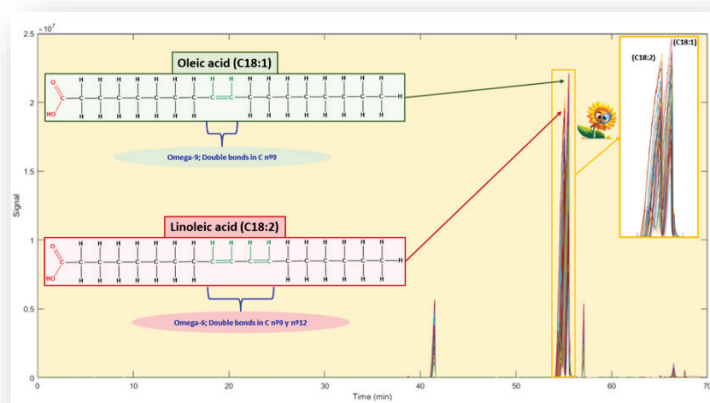 ×10⁷
2.5
2
1.5
1
0.5
0
Signal
0 10 20 30 40 50 60 70
Time (min)
Oleic acid (C18:1)
O
HO
C
H H H H H H H H H H H H H H H H
C C C C C C C C C C C C C C C C C H
Omega-9; Double bonds in C nº9
Linoleic acid (C18:2)
O
HO
C
Omega-6; Double bonds in C nº9 y nº12
(C18:1)
(C18:2)